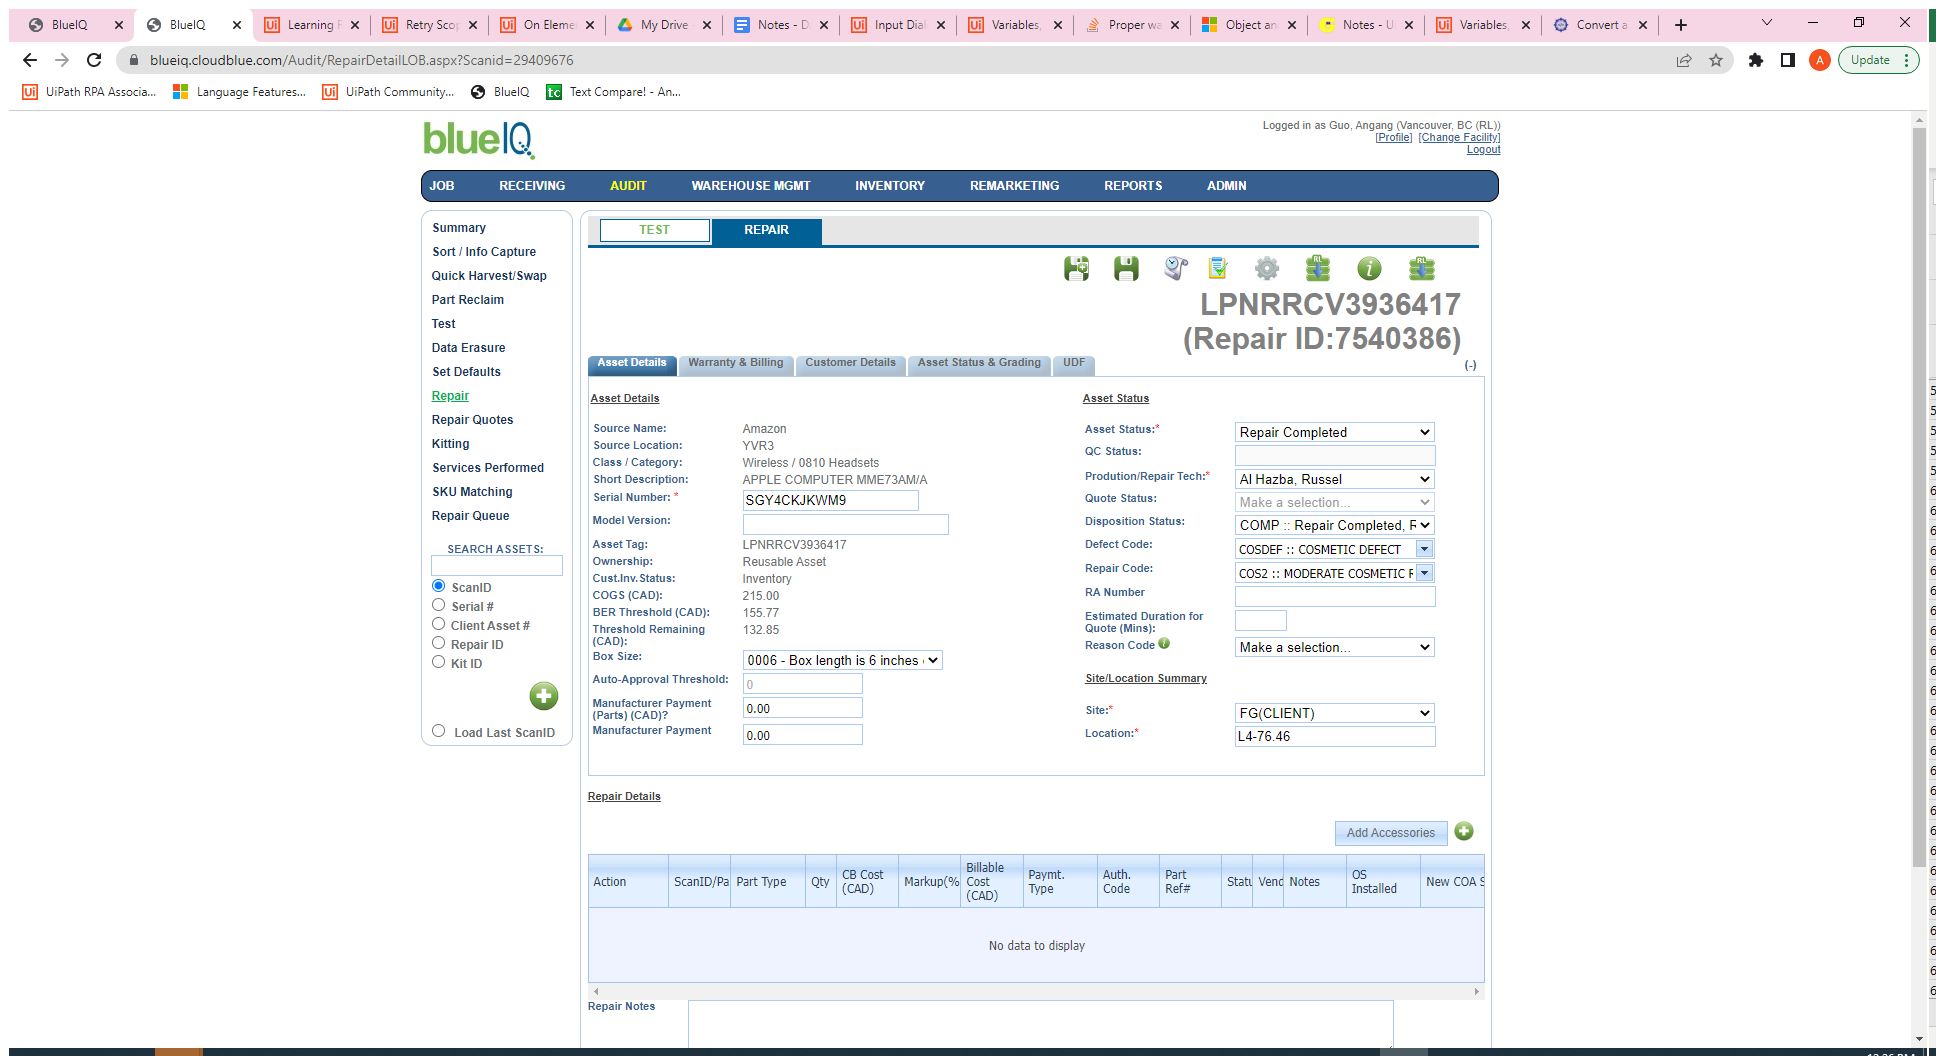 BlueIQ
BlueIQ
Learning
Retry Scop
On Eleme
My Drive
Notes - D
Input Dial
Variables,
Proper wa
Object an
Notes - U
Variables,
Convert a
blueiq.cloudblue.com/Audit/RepairDetailLOB.aspx?Scanid=29409676
A
Update
UiPath RPA Associa...
Language Features...
UiPath Community...
BlueIQ
Text Compare! - An...
blueIQ
Logged in as Guo, Angang (Vancouver, BC (RL))
[Profile] [Change Facility]
Logout
JOB RECEIVING AUDIT WAREHOUSE MGMT INVENTORY REMARKETING REPORTS ADMIN
Summary
Sort / Info Capture
Quick Harvest/Swap
Part Reclaim
Test
Data Erasure
Set Defaults
Repair
Repair Quotes
Kitting
Services Performed
SKU Matching
Repair Queue
SEARCH ASSETS:
ScanID
Serial #
Client Asset #
Repair ID
Kit ID
Load Last ScanID
TEST REPAIR
LPNRRCV3936417
(Repair ID:7540386)
Asset Details Warranty & Billing Customer Details Asset Status & Grading UDF
(-)
Asset Details
Source Name: Amazon
Source Location: YVR3
Class / Category: Wireless / 0810 Headsets
Short Description: APPLE COMPUTER MME73AM/A
Serial Number: * SGY4CKJKWM9
Model Version:
Asset Tag: LPNRRCV3936417
Ownership: Reusable Asset
Cust.Inv.Status: Inventory
COGS (CAD): 215.00
BER Threshold (CAD): 155.77
Threshold Remaining (CAD): 132.85
Box Size: 0006 - Box length is 6 inches
Auto-Approval Threshold: 0
Manufacturer Payment (Parts) (CAD)? 0.00
Manufacturer Payment 0.00
Asset Status
Asset Status:* Repair Completed
QC Status:
Prodution/Repair Tech:* Al Hazba, Russel
Quote Status: Make a selection...
Disposition Status: COMP :: Repair Completed, R
Defect Code: COSDEF :: COSMETIC DEFECT
Repair Code: COS2 :: MODERATE COSMETIC R
RA Number
Estimated Duration for Quote (Mins):
Reason Code Make a selection...
Site/Location Summary
Site:* FG(CLIENT)
Location:* L4-76.46
Repair Details
Add Accessories
Action ScanID/Pa Part Type Qty CB Cost (CAD) Markup(% Billable Cost (CAD) Paymt. Type Auth. Code Part Ref# Statu Vend Notes OS Installed New COA S
No data to display
Repair Notes